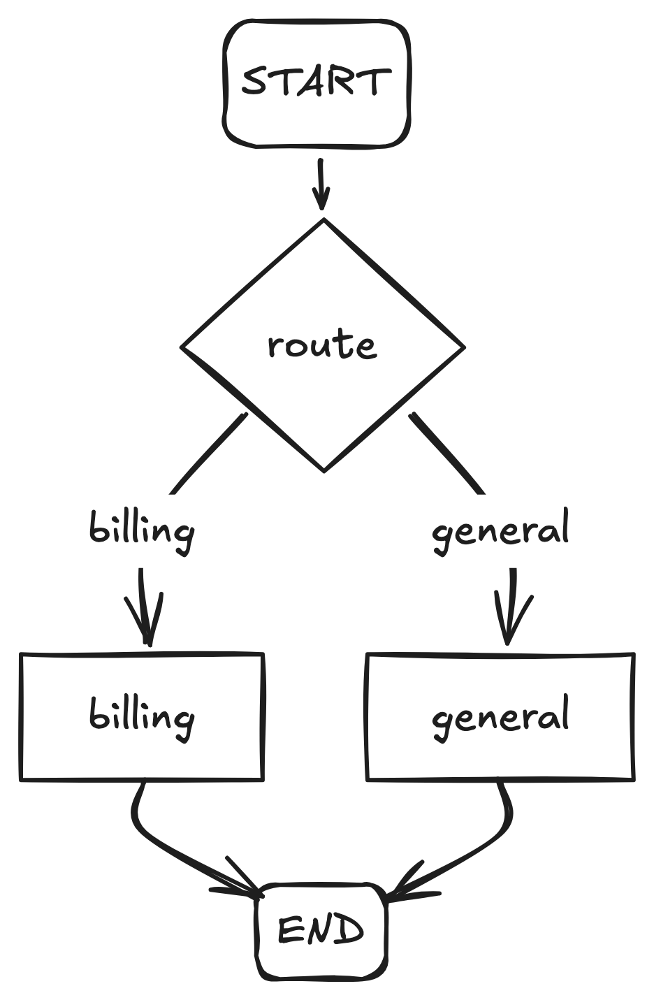 START
route
billing
general
billing
general
END